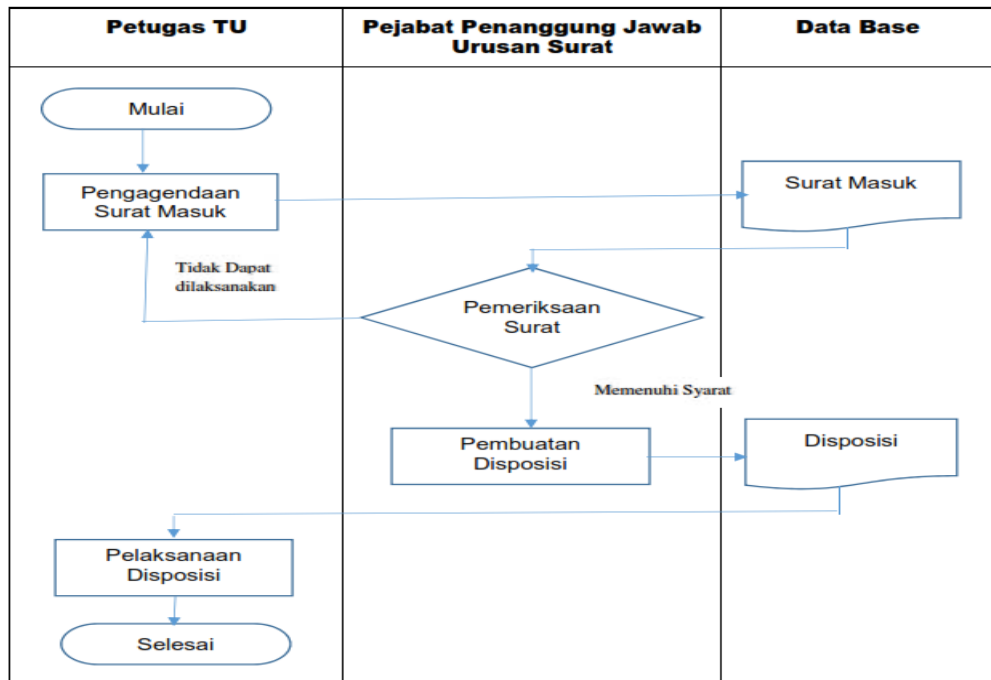 Petugas TU
Pejabat Penanggung Jawab
Urusan Surat
Data Base
Mulai
Pengagendaan
Surat Masuk
Surat Masuk
Tidak Dapat
dilaksanakan
Pemeriksaan
Surat
Memenuhi Syarat
Pembuatan
Disposisi
Disposisi
Pelaksanaan
Disposisi
Selesai